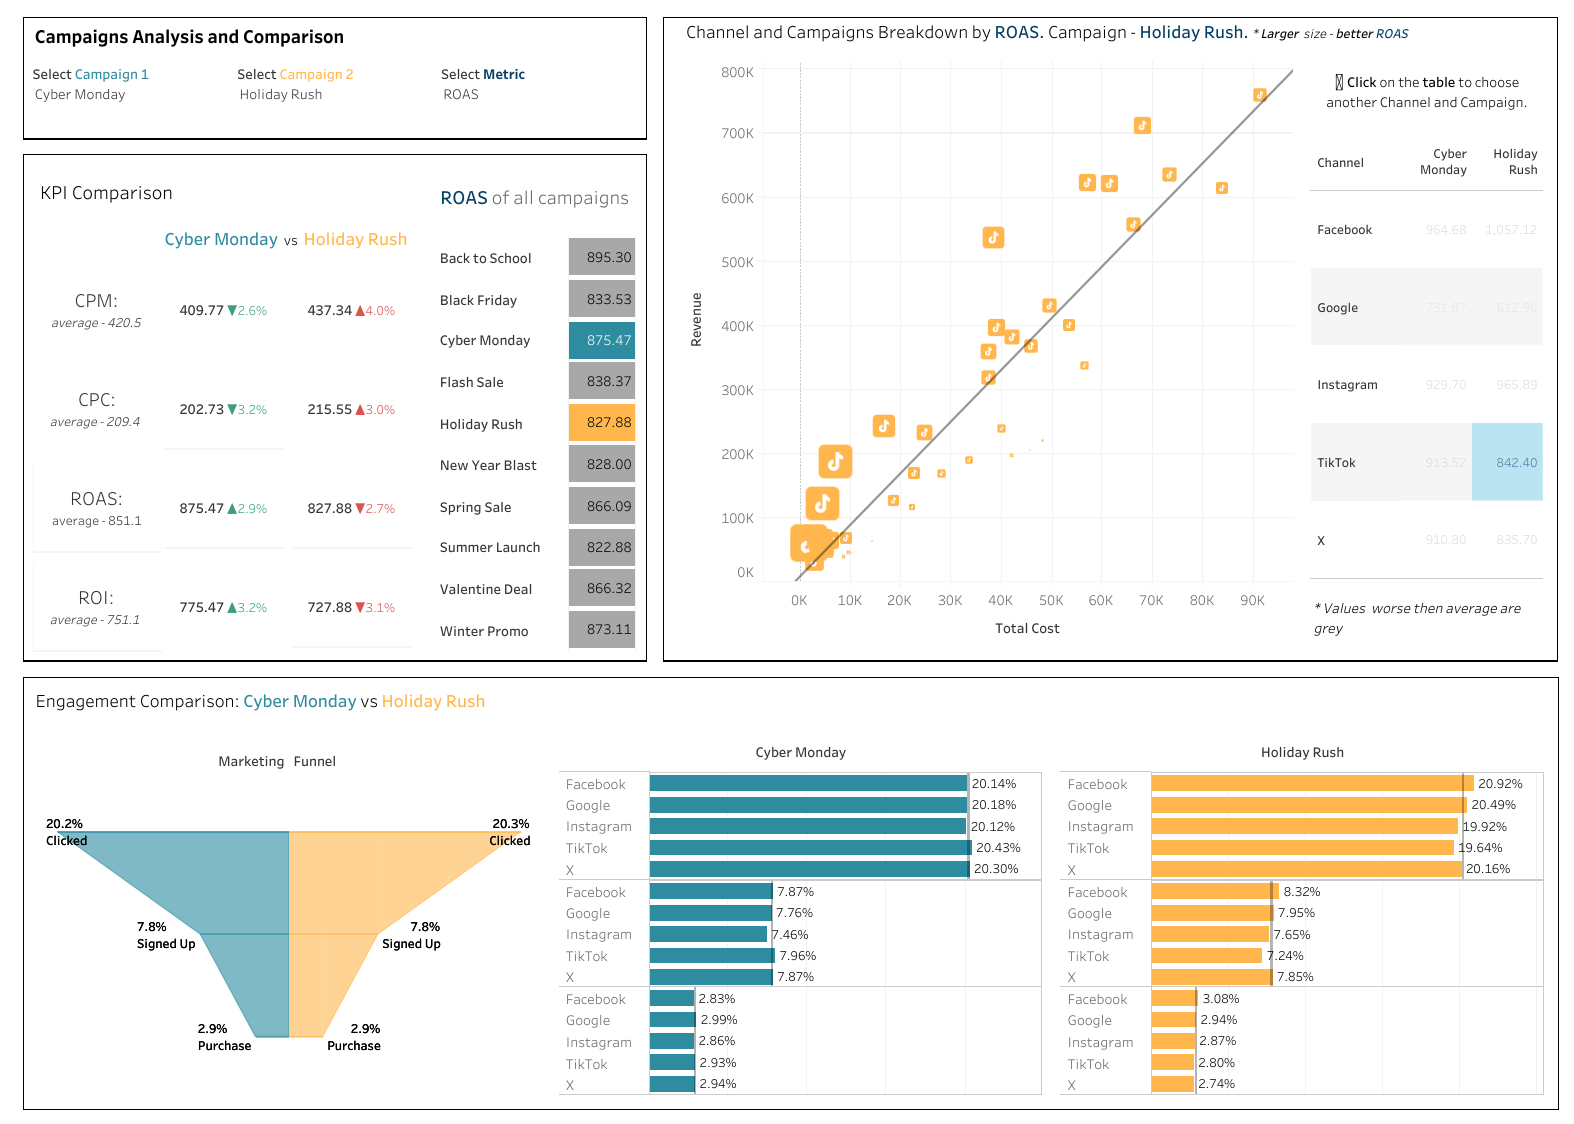 Campaigns Analysis and Comparison
Select Campaign 1
Cyber Monday
Select Campaign 2
Holiday Rush
Select Metric
ROAS
KPI Comparison
Cyber Monday vs Holiday Rush
CPM:
average - 420.5
409.77 ▼2.6%
437.34 ▲4.0%
CPC:
average - 209.4
202.73 ▼3.2%
215.55 ▲3.0%
ROAS:
average - 851.1
875.47 ▲2.9%
827.88 ▼2.7%
ROI:
average - 751.1
775.47 ▲3.2%
727.88 ▼3.1%
ROAS of all campaigns
Back to School 895.30
Black Friday 833.53
Cyber Monday 875.47
Flash Sale 838.37
Holiday Rush 827.88
New Year Blast 828.00
Spring Sale 866.09
Summer Launch 822.88
Valentine Deal 866.32
Winter Promo 873.11
Channel and Campaigns Breakdown by ROAS. Campaign - Holiday Rush. * Larger size - better ROAS
800K
700K
600K
500K
400K
300K
200K
100K
0K
Revenue
0K 10K 20K 30K 40K 50K 60K 70K 80K 90K
Total Cost
Click on the table to choose
another Channel and Campaign.
Channel Cyber Monday Holiday Rush
Facebook 964.68 1,057.12
Google 731.87 612.90
Instagram 929.70 965.89
TikTok 913.52 842.40
X 910.80 835.70
* Values worse then average are
grey
Engagement Comparison: Cyber Monday vs Holiday Rush
Marketing Funnel
20.2%
Clicked
20.3%
Clicked
7.8%
Signed Up
7.8%
Signed Up
2.9%
Purchase
2.9%
Purchase
Cyber Monday
Facebook 20.14%
Google 20.18%
Instagram 20.12%
TikTok 20.43%
X 20.30%
Facebook 7.87%
Google 7.76%
Instagram 7.46%
TikTok 7.96%
X 7.87%
Facebook 2.83%
Google 2.99%
Instagram 2.86%
TikTok 2.93%
X 2.94%
Holiday Rush
Facebook 20.92%
Google 20.49%
Instagram 19.92%
TikTok 19.64%
X 20.16%
Facebook 8.32%
Google 7.95%
Instagram 7.65%
TikTok 7.24%
X 7.85%
Facebook 3.08%
Google 2.94%
Instagram 2.87%
TikTok 2.80%
X 2.74%